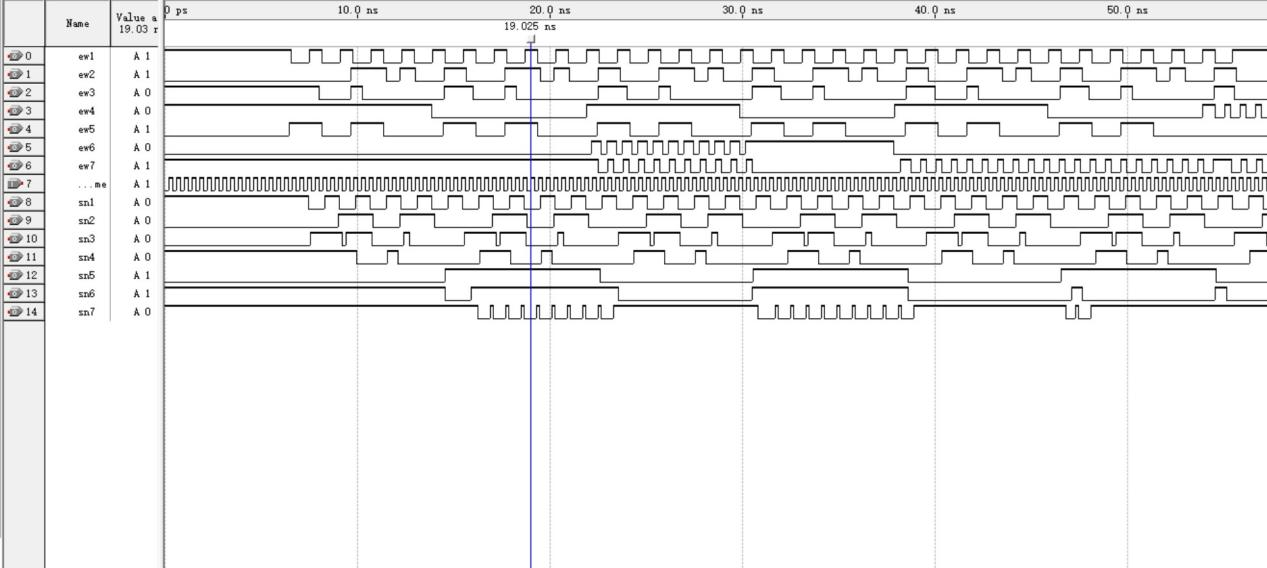 0 ps 10.0 ns 20.0 ns 30.0 ns 40.0 ns 50.0 ns
Name Value a
19.03 r
19.025 ns
0 ew1 A 1
1 ew2 A 1
2 ew3 A 0
3 ew4 A 0
4 ew5 A 1
5 ew6 A 0
6 ew7 A 1
7 ...me A 1
8 sn1 A 0
9 sn2 A 0
10 sn3 A 0
11 sn4 A 0
12 sn5 A 1
13 sn6 A 1
14 sn7 A 0